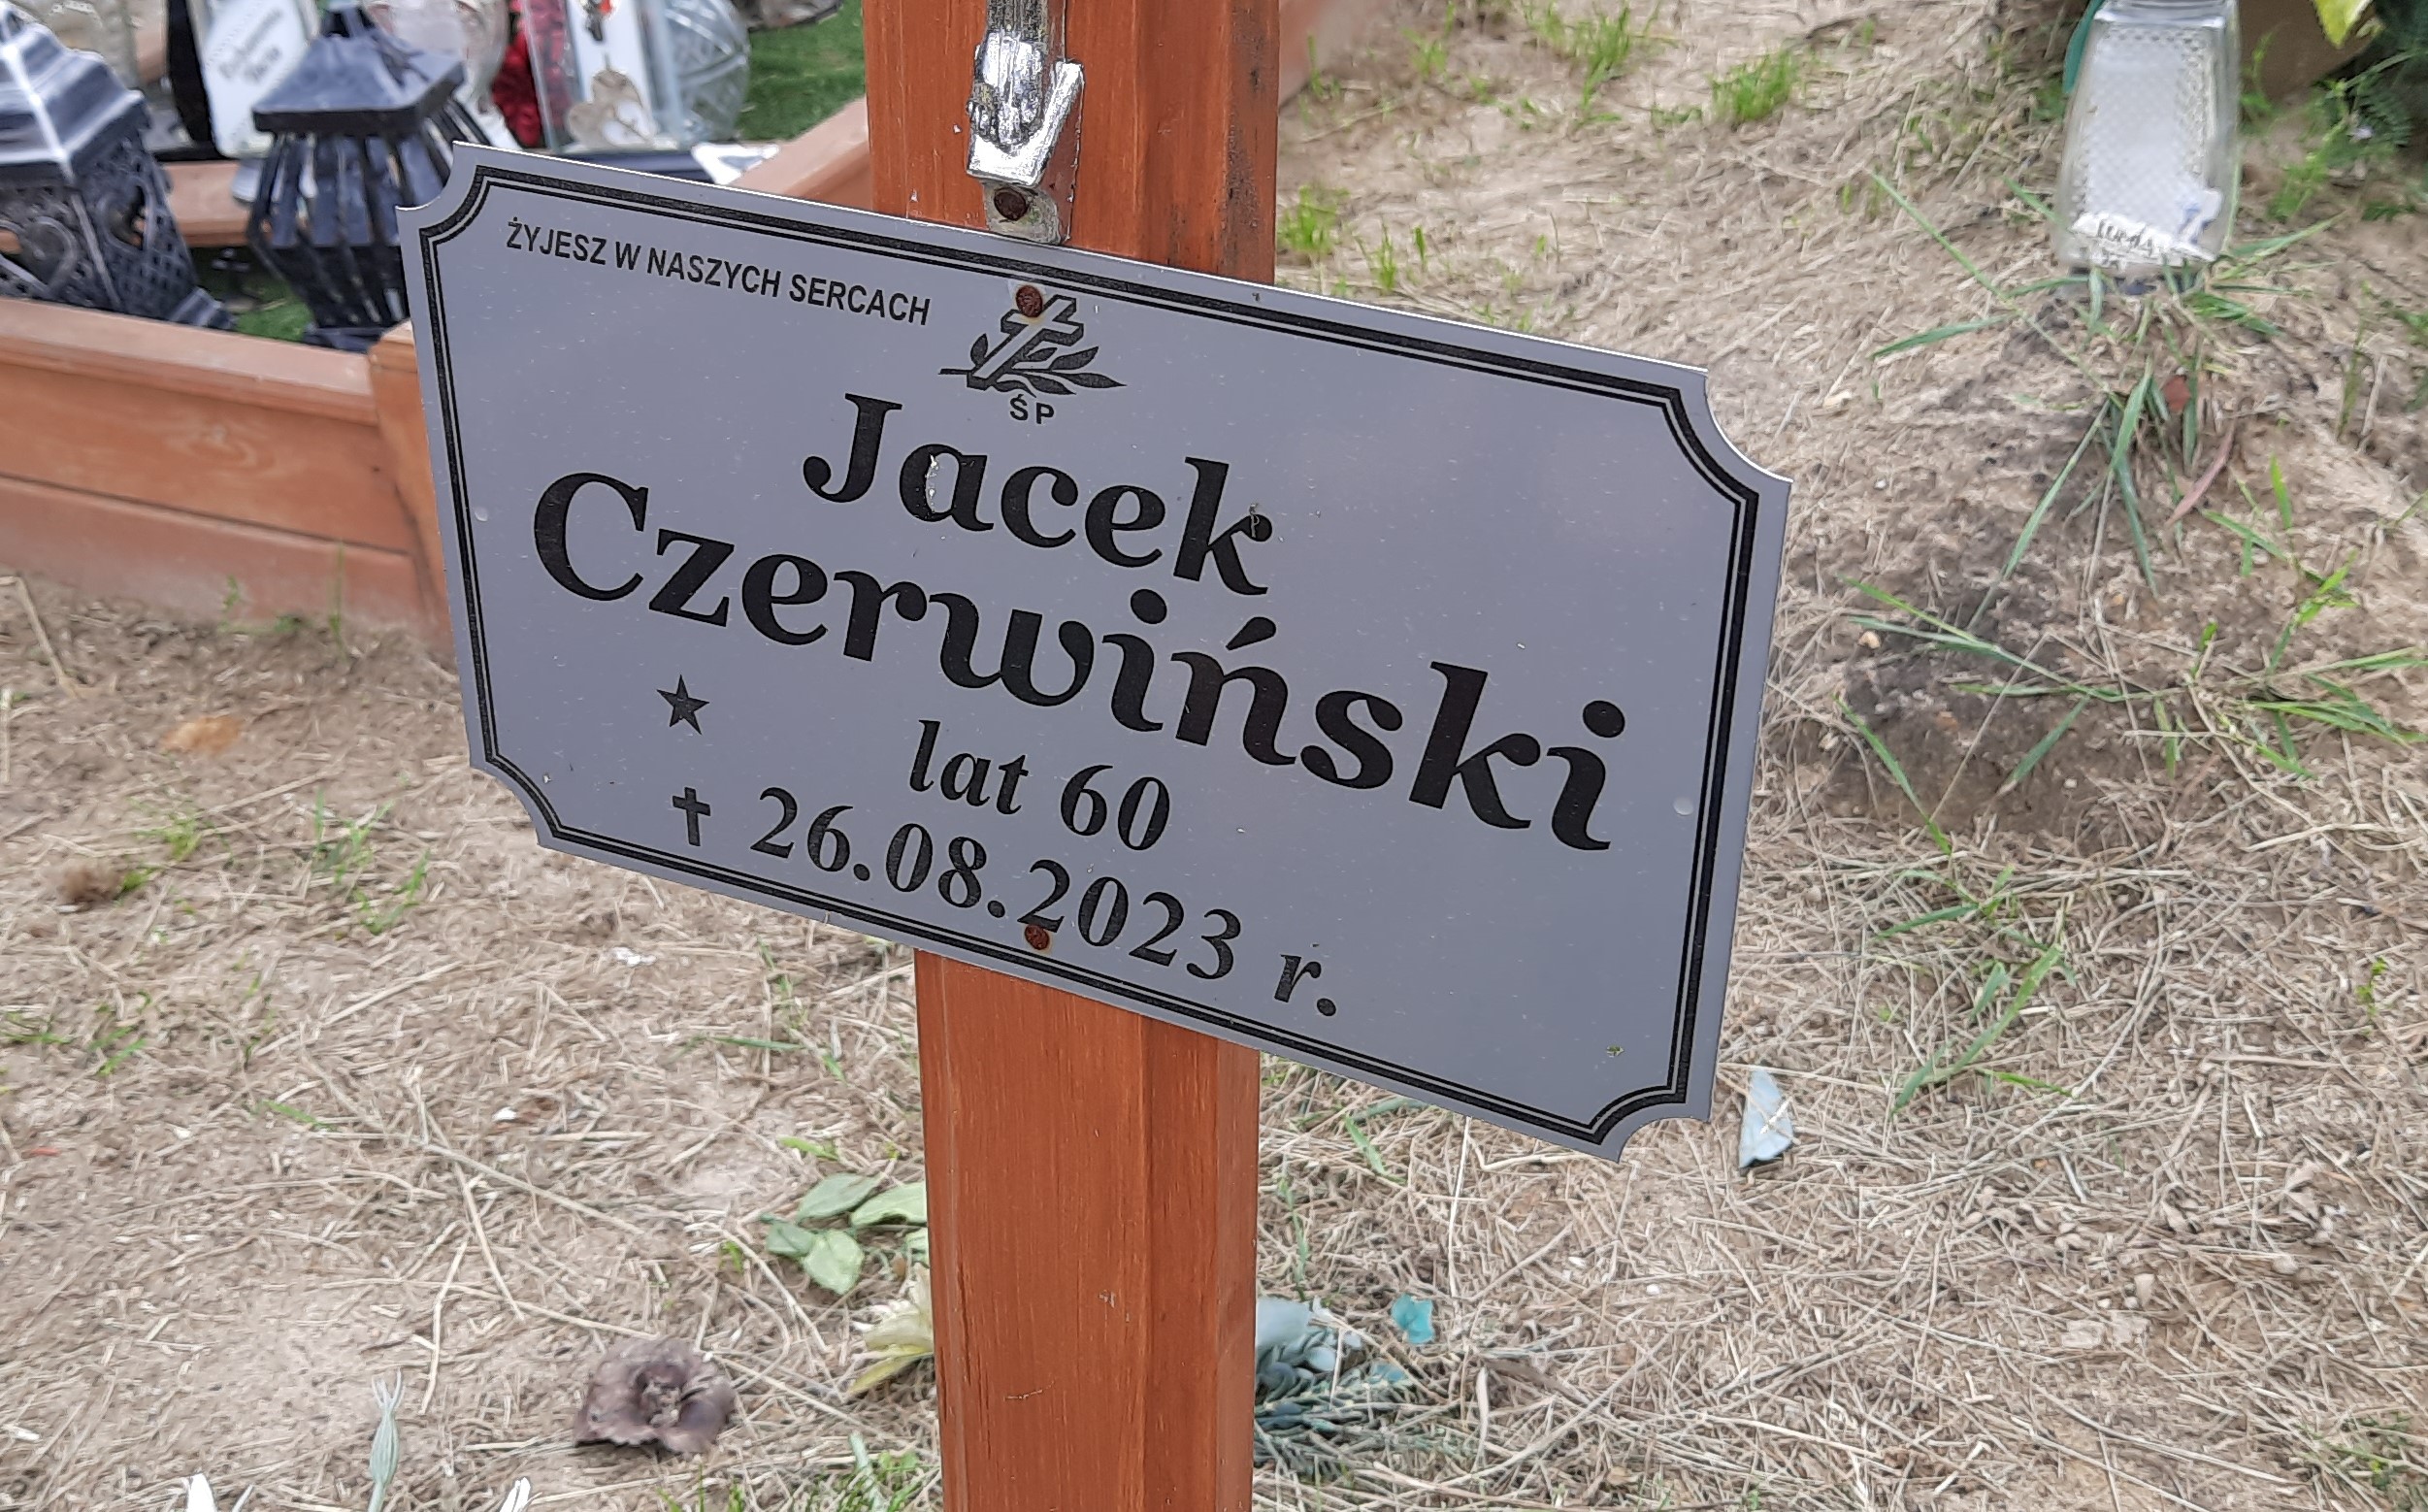 ŻYJESZ W NASZYCH SERCACH
ŚP
Jacek
Czerwiński
lat 60
26.08.2023 r.